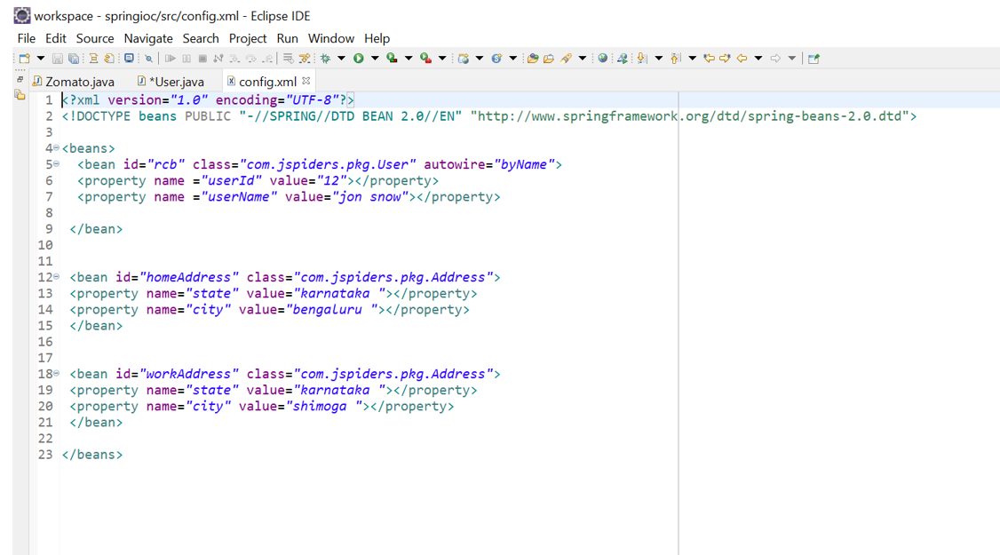 workspace - springioc/src/config.xml - Eclipse IDE
File Edit Source Navigate Search Project Run Window Help
Zomato.java *User.java config.xml
1 <?xml version="1.0" encoding="UTF-8"?>
2 <!DOCTYPE beans PUBLIC "-//SPRING//DTD BEAN 2.0//EN" "http://www.springframework.org/dtd/spring-beans-2.0.dtd">
3
4 <beans>
5 <bean id="rcb" class="com.jspiders.pkg.User" autowire="byName">
6 <property name ="userId" value="12"></property>
7 <property name ="userName" value="jon snow"></property>
8
9 </bean>
10
11
12 <bean id="homeAddress" class="com.jspiders.pkg.Address">
13 <property name="state" value="karnataka "></property>
14 <property name="city" value="bengaluru "></property>
15 </bean>
16
17
18 <bean id="workAddress" class="com.jspiders.pkg.Address">
19 <property name="state" value="karnataka "></property>
20 <property name="city" value="shimoga "></property>
21 </bean>
22
23 </beans>